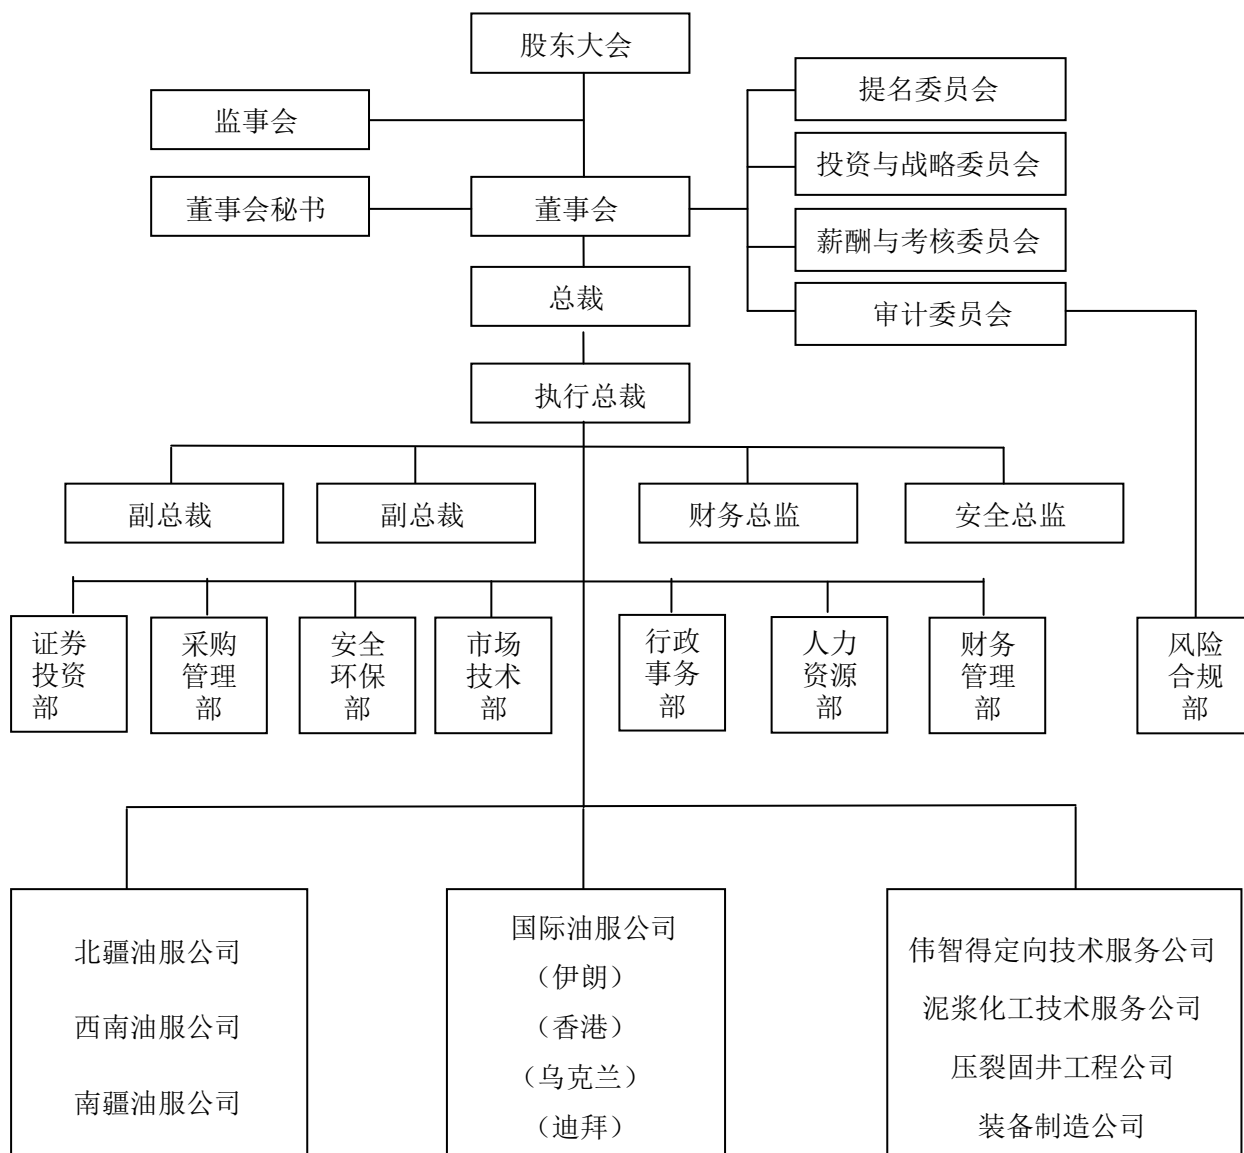 股东大会
提名委员会
监事会
投资与战略委员会
董事会秘书
董事会
薪酬与考核委员会
总裁
审计委员会
执行总裁
副总裁
副总裁
财务总监
安全总监
证券
投资
部
采购
管理
部
安全
环保
部
市场
技术
部
行政
事务
部
人力
资源
部
财务
管理
部
风险
合规
部
北疆油服公司
西南油服公司
南疆油服公司
国际油服公司
（伊朗）
（香港）
（乌克兰）
（迪拜）
伟智得定向技术服务公司
泥浆化工技术服务公司
压裂固井工程公司
装备制造公司